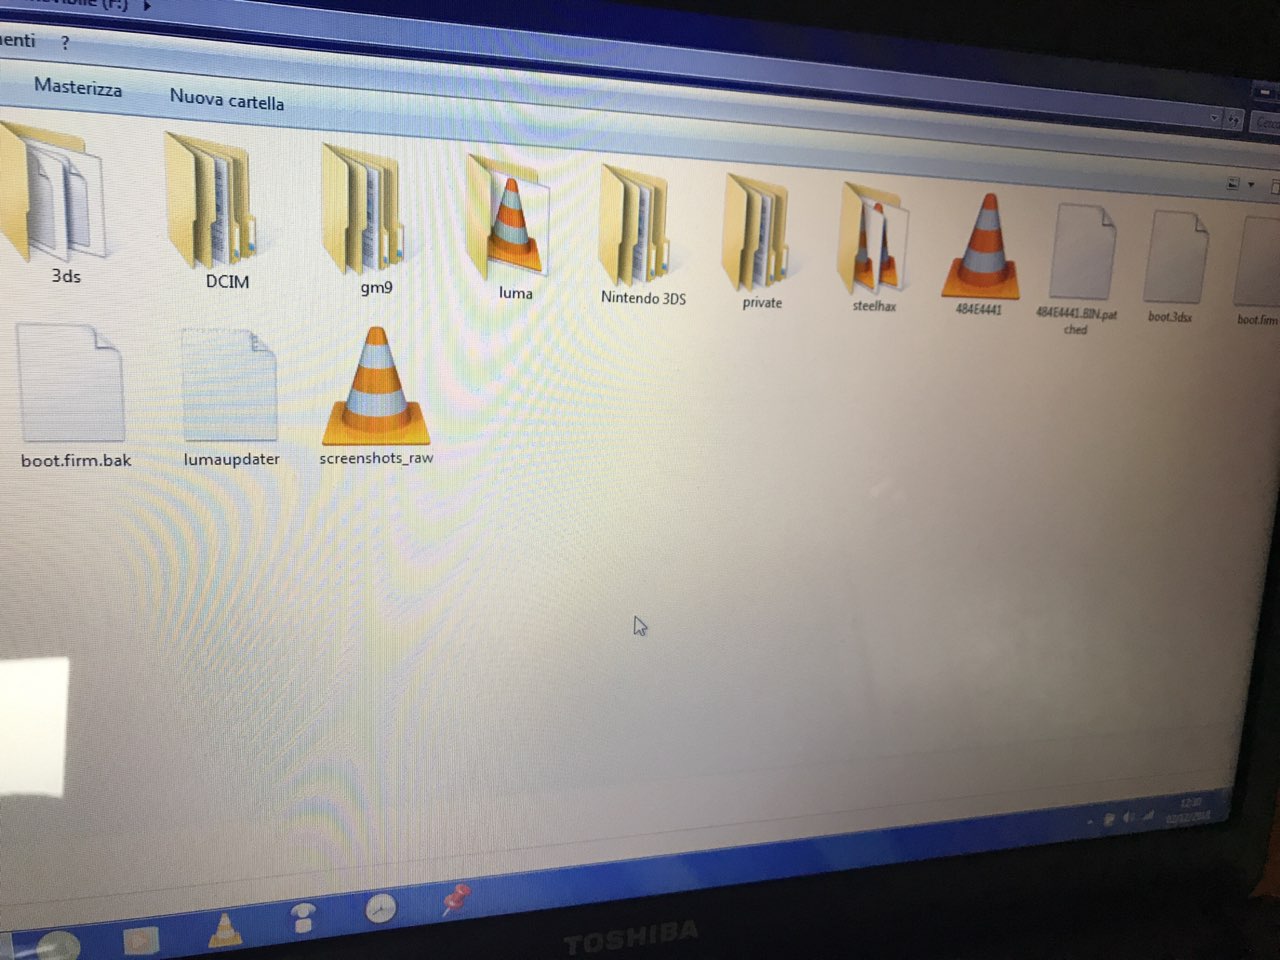 (F:)
?
Masterizza
Nuova cartella
3ds
DCIM
gm9
luma
Nintendo 3DS
private
steelhax
484E4441
484E4441.BIN.pat
ched
boot.3dsx
boot.firm
boot.firm.bak
lumaupdater
screenshots_raw
TOSHIBA